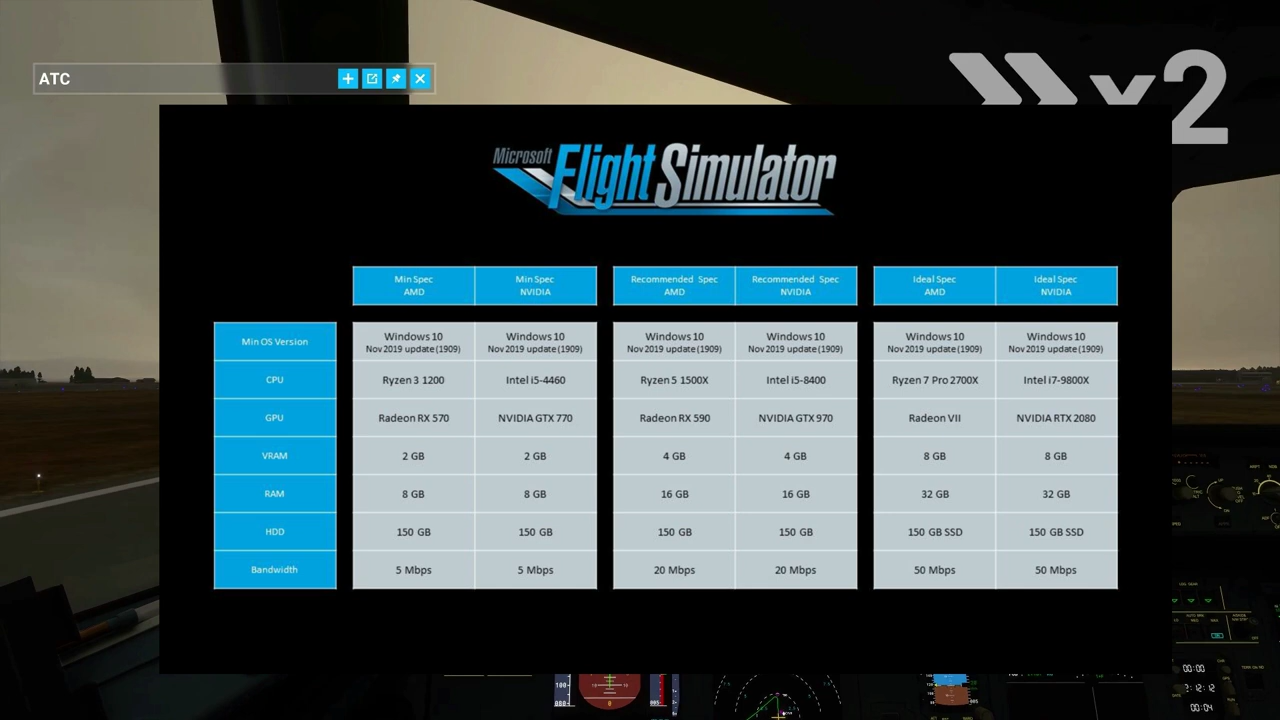 ATC
x2
Microsoft Flight Simulator
Min Spec AMD
Min Spec NVIDIA
Recommended Spec AMD
Recommended Spec NVIDIA
Ideal Spec AMD
Ideal Spec NVIDIA
Min OS Version
Windows 10 Nov 2019 update (1909)
Windows 10 Nov 2019 update (1909)
Windows 10 Nov 2019 update (1909)
Windows 10 Nov 2019 update (1909)
Windows 10 Nov 2019 update (1909)
Windows 10 Nov 2019 update (1909)
CPU
Ryzen 3 1200
Intel i5-4460
Ryzen 5 1500X
Intel i5-8400
Ryzen 7 Pro 2700X
Intel i7-9800X
GPU
Radeon RX 570
NVIDIA GTX 770
Radeon RX 590
NVIDIA GTX 970
Radeon VII
NVIDIA RTX 2080
VRAM
2 GB
2 GB
4 GB
4 GB
8 GB
8 GB
RAM
8 GB
8 GB
16 GB
16 GB
32 GB
32 GB
HDD
150 GB
150 GB
150 GB
150 GB
150 GB SSD
150 GB SSD
Bandwidth
5 Mbps
5 Mbps
20 Mbps
20 Mbps
50 Mbps
50 Mbps
00:00
00:04